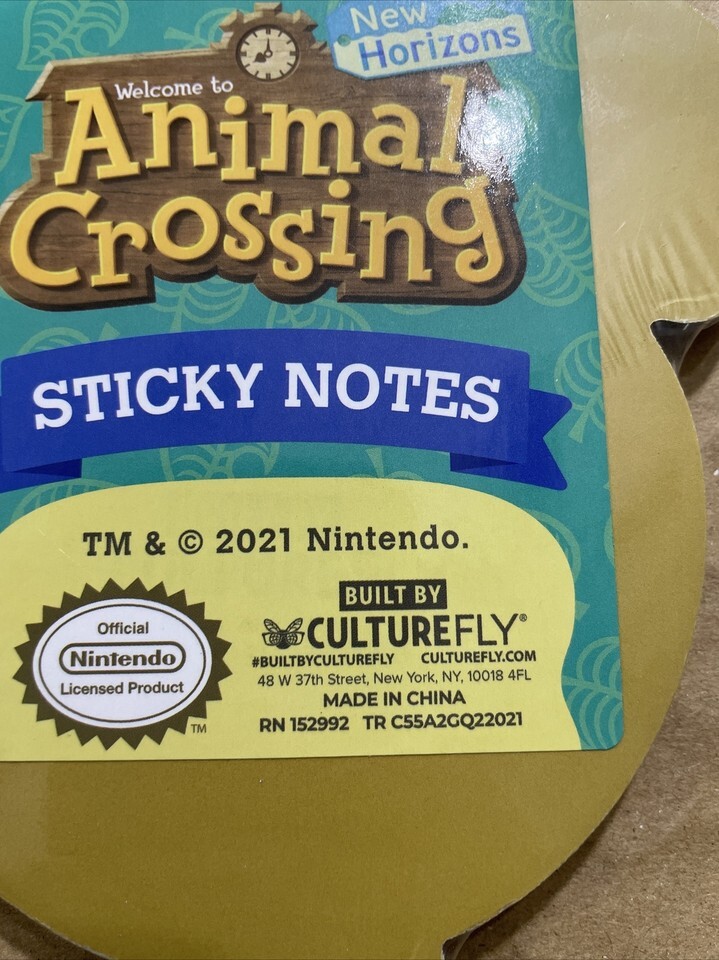 New
Horizons
Welcome to
Animal
Crossing
STICKY NOTES
TM & © 2021 Nintendo.
Official
Nintendo
Licensed Product
TM
BUILT BY
CULTUREFLY®
#BUILTBYCULTUREFLY CULTUREFLY.COM
48 W 37th Street, New York, NY, 10018 4FL
MADE IN CHINA
RN 152992 TR C55A2GQ22021